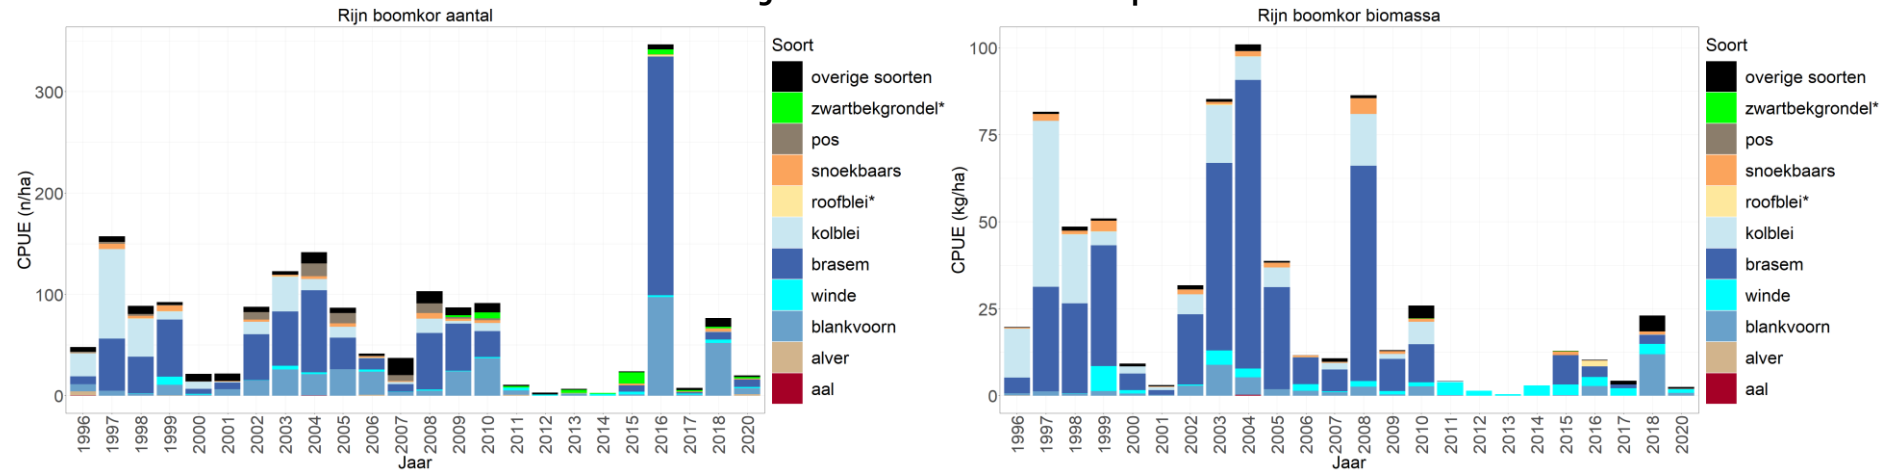 Rijn boomkor aantal
CPUE (n/ha)
300
200
100
0
1996 1997 1998 1999 2000 2001 2002 2003 2004 2005 2006 2007 2008 2009 2010 2011 2012 2013 2014 2015 2016 2017 2018 2020
Jaar
Soort
overige soorten
zwartbekgrondel*
pos
snoekbaars
roofblei*
kolblei
brasem
winde
blankvoorn
alver
aal
Rijn boomkor biomassa
CPUE (kg/ha)
100
75
50
25
0
1996 1997 1998 1999 2000 2001 2002 2003 2004 2005 2006 2007 2008 2009 2010 2011 2012 2013 2014 2015 2016 2017 2018 2020
Jaar
Soort
overige soorten
zwartbekgrondel*
pos
snoekbaars
roofblei*
kolblei
brasem
winde
blankvoorn
alver
aal